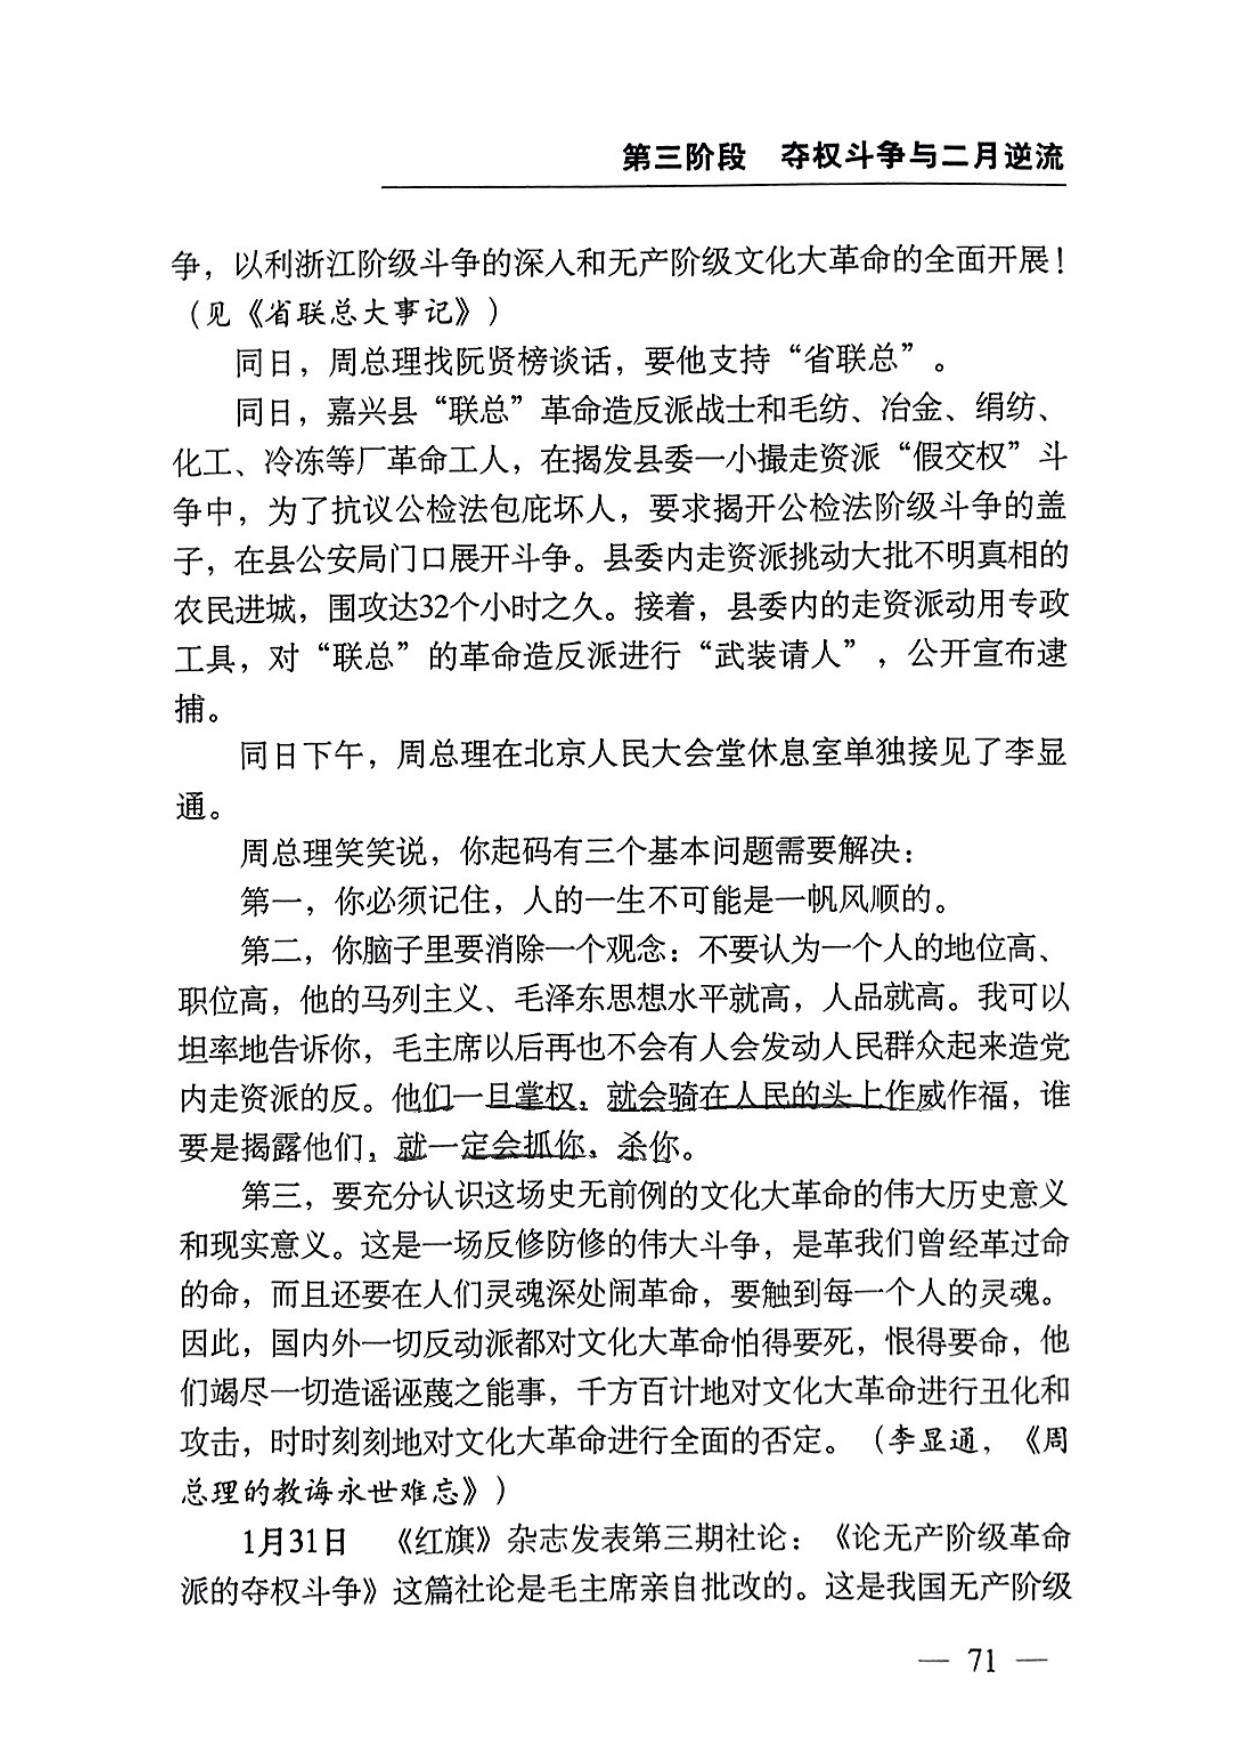 第三阶段　夺权斗争与二月逆流
争，以利浙江阶级斗争的深入和无产阶级文化大革命的全面开展！
（见《省联总大事记》）
同日，周总理找阮贤榜谈话，要他支持“省联总”。
同日，嘉兴县“联总”革命造反派战士和毛纺、冶金、绢纺、
化工、冷冻等厂革命工人，在揭发县委一小撮走资派“假交权”斗
争中，为了抗议公检法包庇坏人，要求揭开公检法阶级斗争的盖
子，在县公安局门口展开斗争。县委内走资派挑动大批不明真相的
农民进城，围攻达32个小时之久。接着，县委内的走资派动用专政
工具，对“联总”的革命造反派进行“武装请人”，公开宣布逮
捕。
同日下午，周总理在北京人民大会堂休息室单独接见了李显
通。
周总理笑笑说，你起码有三个基本问题需要解决：
第一，你必须记住，人的一生不可能是一帆风顺的。
第二，你脑子里要消除一个观念：不要认为一个人的地位高、
职位高，他的马列主义、毛泽东思想水平就高，人品就高。我可以
坦率地告诉你，毛主席以后再也不会有人会发动人民群众起来造党
内走资派的反。他们一旦掌权，就会骑在人民的头上作威作福，谁
要是揭露他们，就一定会抓你，杀你。
第三，要充分认识这场史无前例的文化大革命的伟大历史意义
和现实意义。这是一场反修防修的伟大斗争，是革我们曾经革过命
的命，而且还要在人们灵魂深处闹革命，要触到每一个人的灵魂。
因此，国内外一切反动派都对文化大革命怕得要死，恨得要命，他
们竭尽一切造谣诬蔑之能事，千方百计地对文化大革命进行丑化和
攻击，时时刻刻地对文化大革命进行全面的否定。（李显通，《周
总理的教诲永世难忘》）
1月31日　《红旗》杂志发表第三期社论：《论无产阶级革命
派的夺权斗争》这篇社论是毛主席亲自批改的。这是我国无产阶级
— 71 —